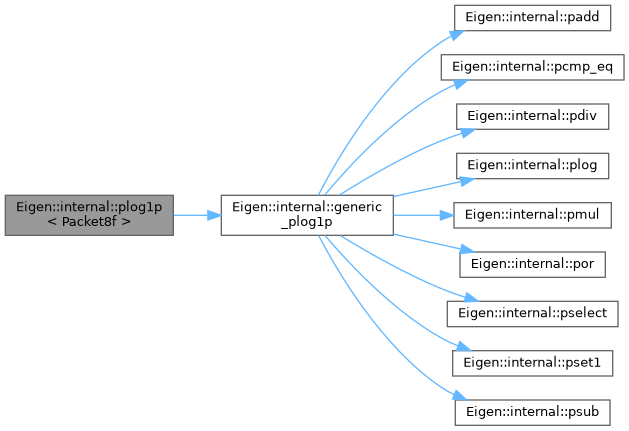 Eigen::internal::plog1p
< Packet8f >
Eigen::internal::generic
_plog1p
Eigen::internal::padd
Eigen::internal::pcmp_eq
Eigen::internal::pdiv
Eigen::internal::plog
Eigen::internal::pmul
Eigen::internal::por
Eigen::internal::pselect
Eigen::internal::pset1
Eigen::internal::psub